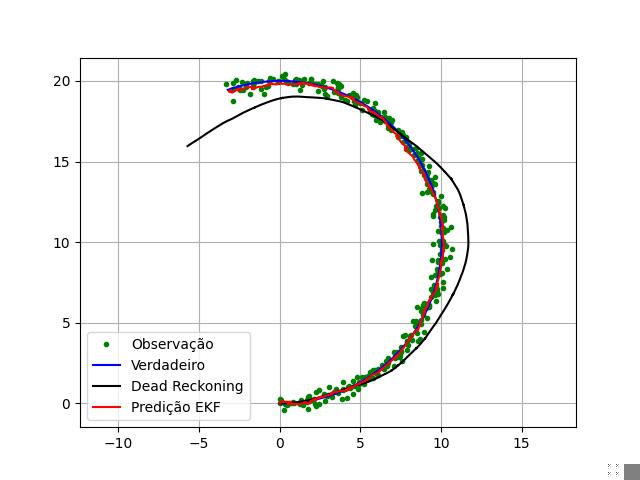 20
15
10
5
0
Observação
Verdadeiro
Dead Reckoning
Predição EKF
−10 −5 0 5 10 15